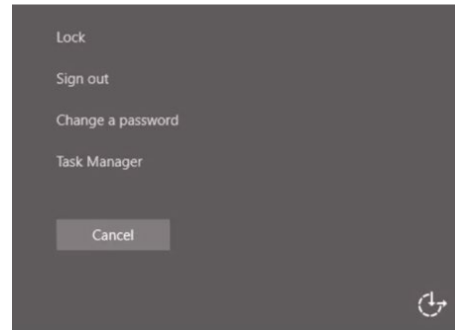 Lock
Sign out
Change a password
Task Manager
Cancel